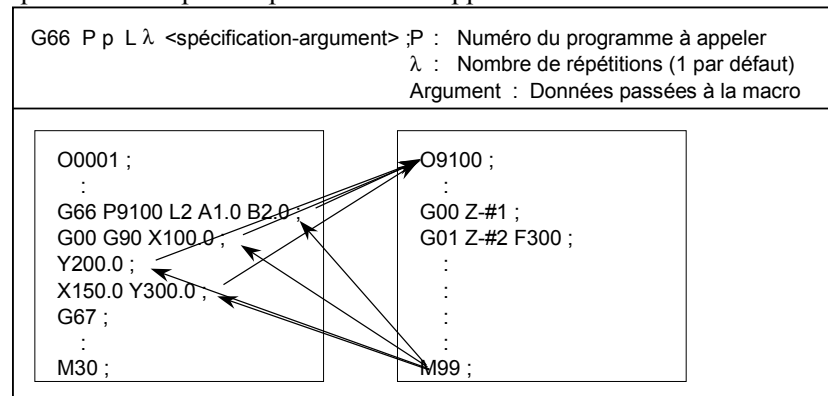 G66 P p L λ <spécification-argument> ;P : Numéro du programme à appeler
λ : Nombre de répétitions (1 par défaut)
Argument : Données passées à la macro
O0001 ;
:
G66 P9100 L2 A1.0 B2.0 ;
G00 G90 X100.0 ;
Y200.0 ;
X150.0 Y300.0 ;
G67 ;
:
M30 ;
O9100 ;
:
G00 Z-#1 ;
G01 Z-#2 F300 ;
:
:
:
:
M99 ;